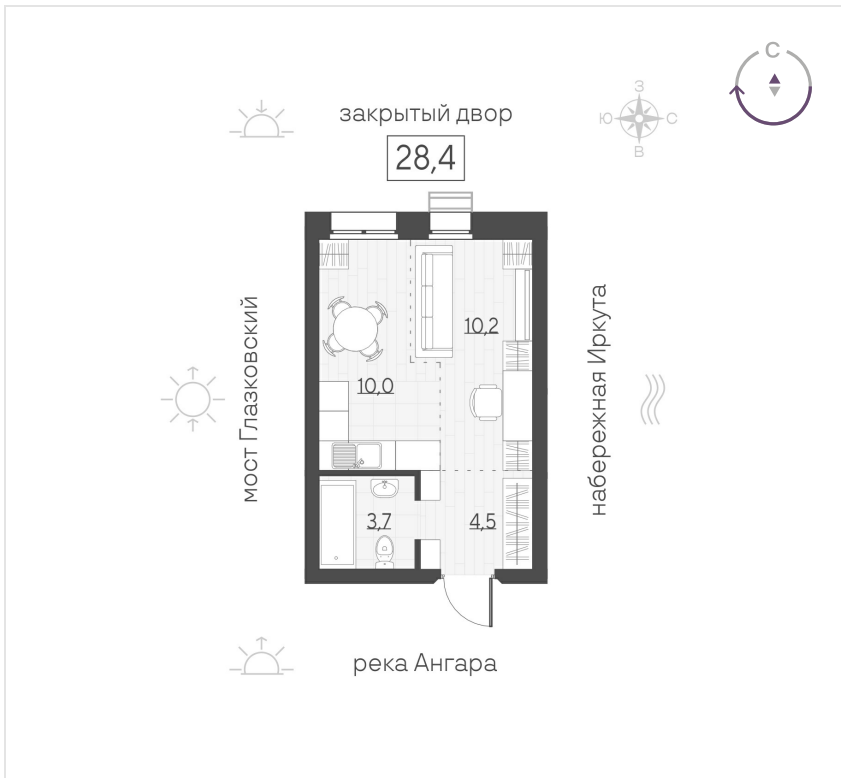 С
закрытый двор
З
Ю
С
В
28,4
мост Глазковский
10,2
набережная Иркута
10,0
3,7
4,5
река Ангара